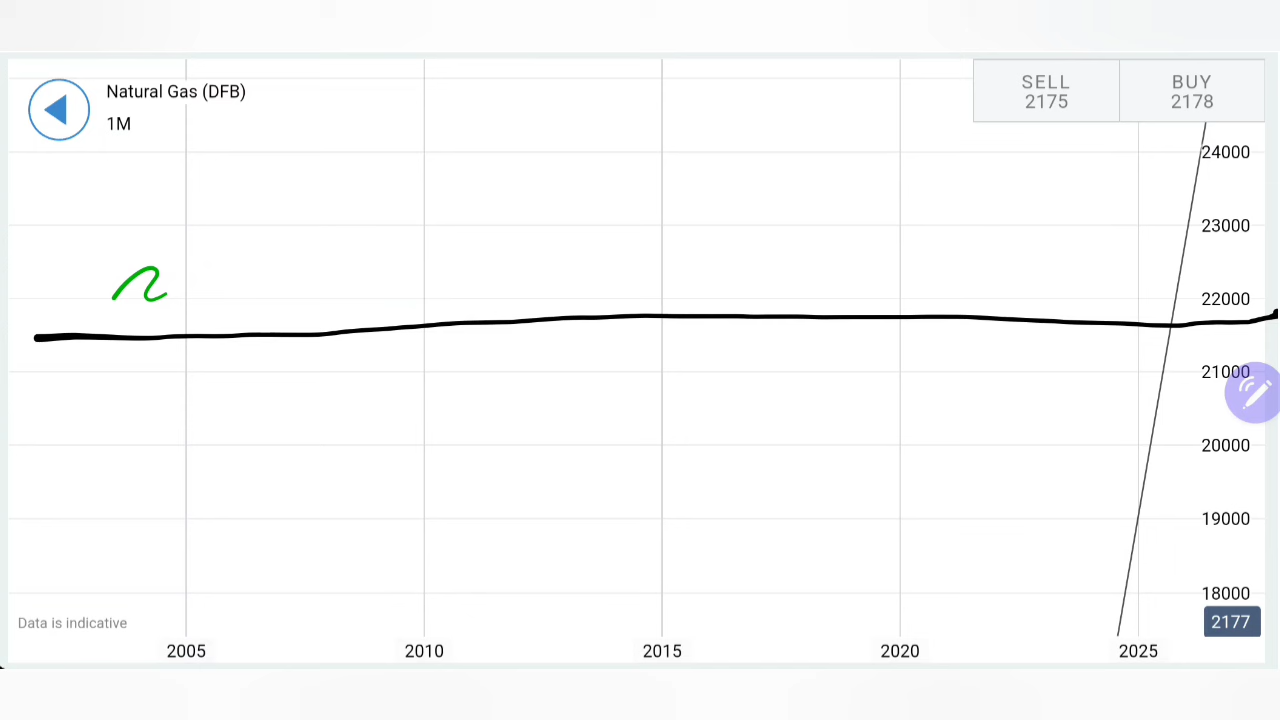 Natural Gas (DFB)
1M
SELL
2175
BUY
2178
24000
23000
22000
21000
20000
19000
18000
2177
Data is indicative
2005 2010 2015 2020 2025